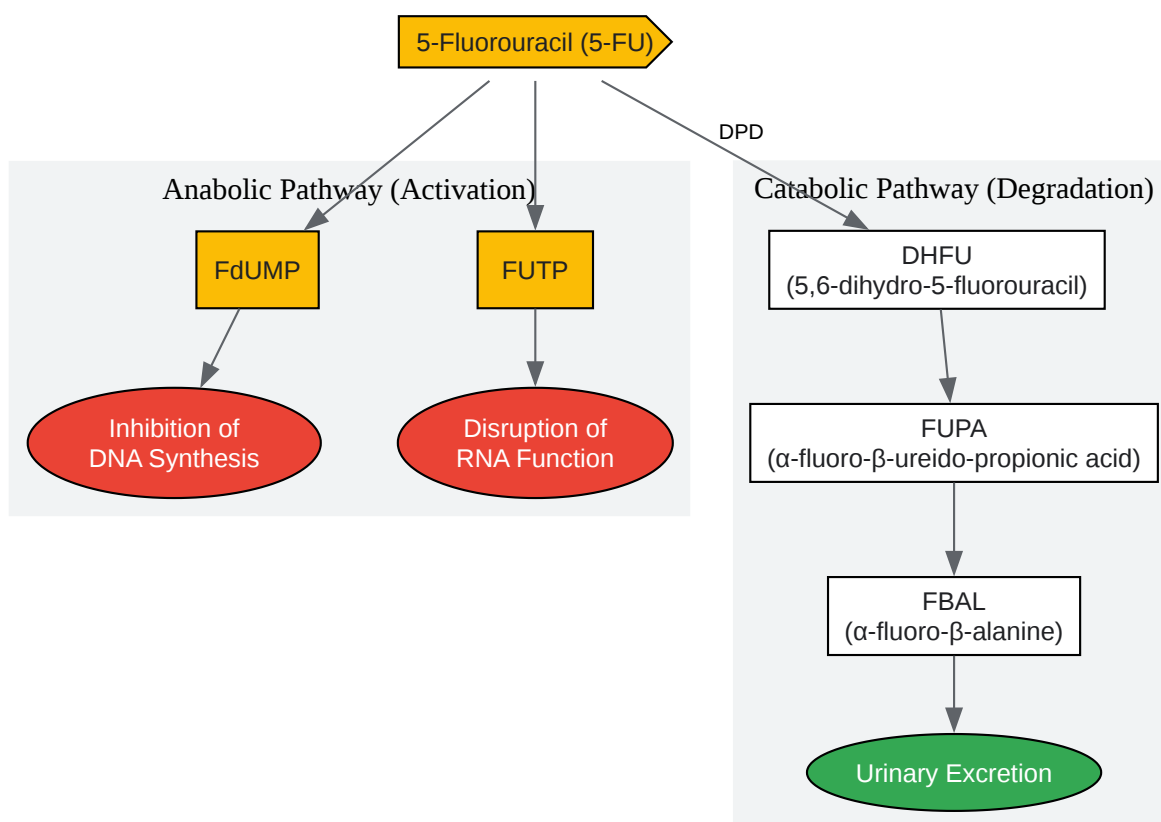 5-Fluorouracil (5-FU)
DPD
Anabolic Pathway (Activation)
Catabolic Pathway (Degradation)
FdUMP
FUTP
DHFU
(5,6-dihydro-5-fluorouracil)
Inhibition of
DNA Synthesis
Disruption of
RNA Function
FUPA
(α-fluoro-β-ureido-propionic acid)
FBAL
(α-fluoro-β-alanine)
Urinary Excretion